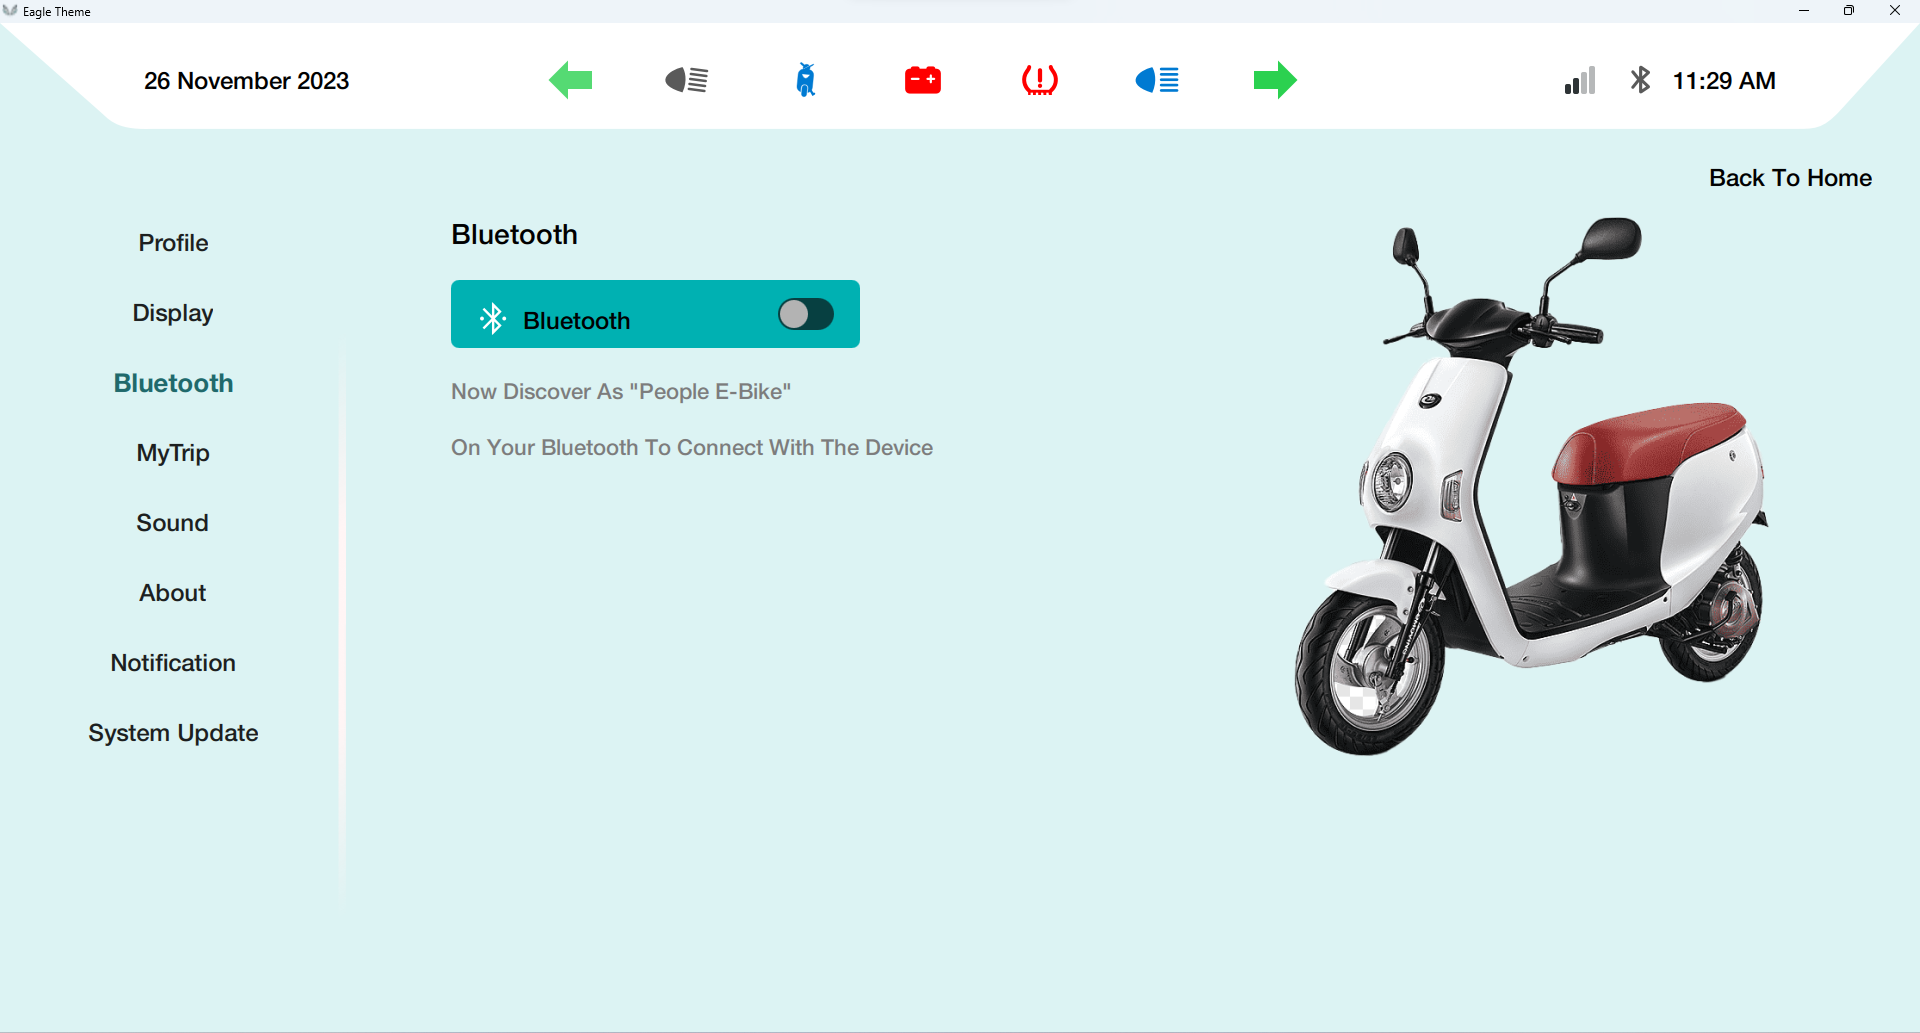 Eagle Theme
26 November 2023
11:29 AM
Back To Home
Profile
Display
Bluetooth
MyTrip
Sound
About
Notification
System Update
Bluetooth
Bluetooth
Now Discover As "People E-Bike"
On Your Bluetooth To Connect With The Device